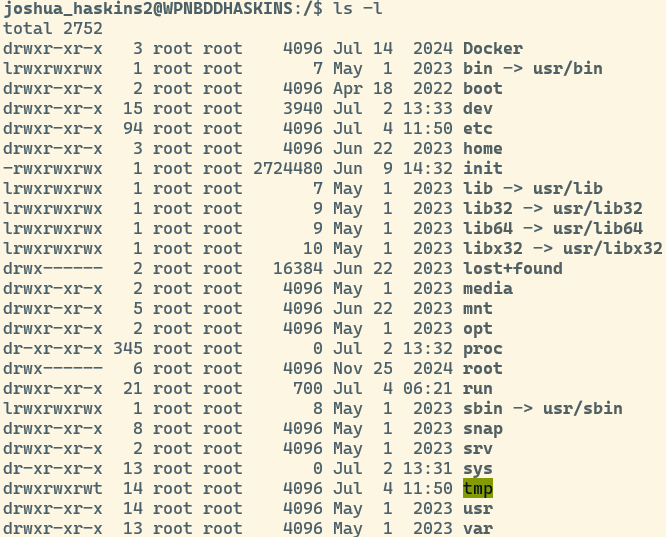 joshua_haskins2@WPNBDDHASKINS:/$ ls -l
total 2752
drwxr-xr-x   3 root root    4096 Jul 14  2024 Docker
lrwxrwxrwx   1 root root       7 May  1  2023 bin -> usr/bin
drwxr-xr-x   2 root root    4096 Apr 18  2022 boot
drwxr-xr-x  15 root root    3940 Jul  2 13:33 dev
drwxr-xr-x  94 root root    4096 Jul  4 11:50 etc
drwxr-xr-x   3 root root    4096 Jun 22  2023 home
-rwxrwxrwx   1 root root 2724480 Jun  9 14:32 init
lrwxrwxrwx   1 root root       7 May  1  2023 lib -> usr/lib
lrwxrwxrwx   1 root root       9 May  1  2023 lib32 -> usr/lib32
lrwxrwxrwx   1 root root       9 May  1  2023 lib64 -> usr/lib64
lrwxrwxrwx   1 root root      10 May  1  2023 libx32 -> usr/libx32
drwx------   2 root root   16384 Jun 22  2023 lost+found
drwxr-xr-x   2 root root    4096 May  1  2023 media
drwxr-xr-x   5 root root    4096 Jun 22  2023 mnt
drwxr-xr-x   2 root root    4096 May  1  2023 opt
dr-xr-xr-x 345 root root       0 Jul  2 13:32 proc
drwx------   6 root root    4096 Nov 25  2024 root
drwxr-xr-x  21 root root     700 Jul  4 06:21 run
lrwxrwxrwx   1 root root       8 May  1  2023 sbin -> usr/sbin
drwxr-xr-x   8 root root    4096 May  1  2023 snap
drwxr-xr-x   2 root root    4096 May  1  2023 srv
dr-xr-xr-x  13 root root       0 Jul  2 13:31 sys
drwxrwxrwt  14 root root    4096 Jul  4 11:50 tmp
drwxr-xr-x  14 root root    4096 May  1  2023 usr
drwxr-xr-x  13 root root    4096 May  1  2023 var